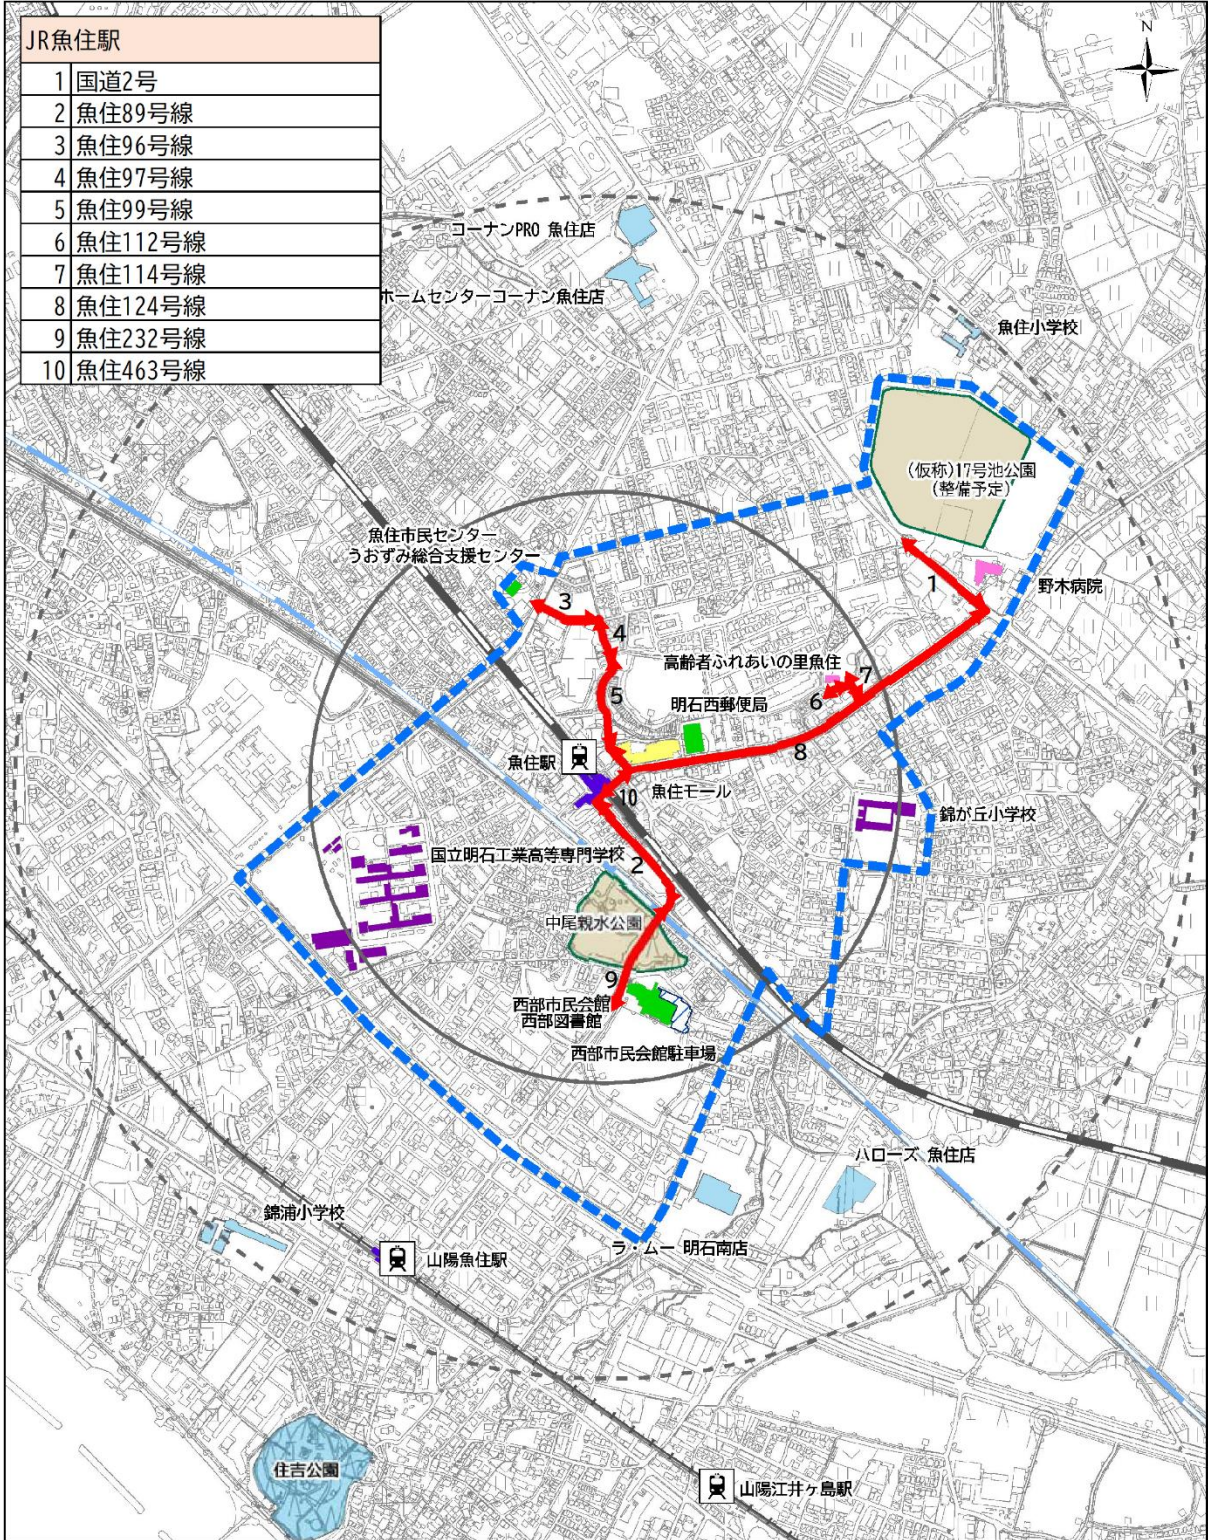 JR魚住駅
1 国道2号
2 魚住89号線
3 魚住96号線
4 魚住97号線
5 魚住99号線
6 魚住112号線
7 魚住114号線
8 魚住124号線
9 魚住232号線
10 魚住463号線
N
コーナンPRO 魚住店
ホームセンターコーナン魚住店
魚住小学校
(仮称)17号池公園
(整備予定)
魚住市民センター
うおずみ総合支援センター
1
野木病院
3
4
高齢者ふれあいの里魚住
7
6
5
明石西郵便局
8
魚住駅
10
魚住モール
錦が丘小学校
国立明石工業高等専門学校
2
中尾親水公園
9
西部市民会館
西部図書館
西部市民会館駐車場
ハローズ 魚住店
錦浦小学校
ラ・ムー 明石南店
山陽魚住駅
住吉公園
山陽江井ヶ島駅